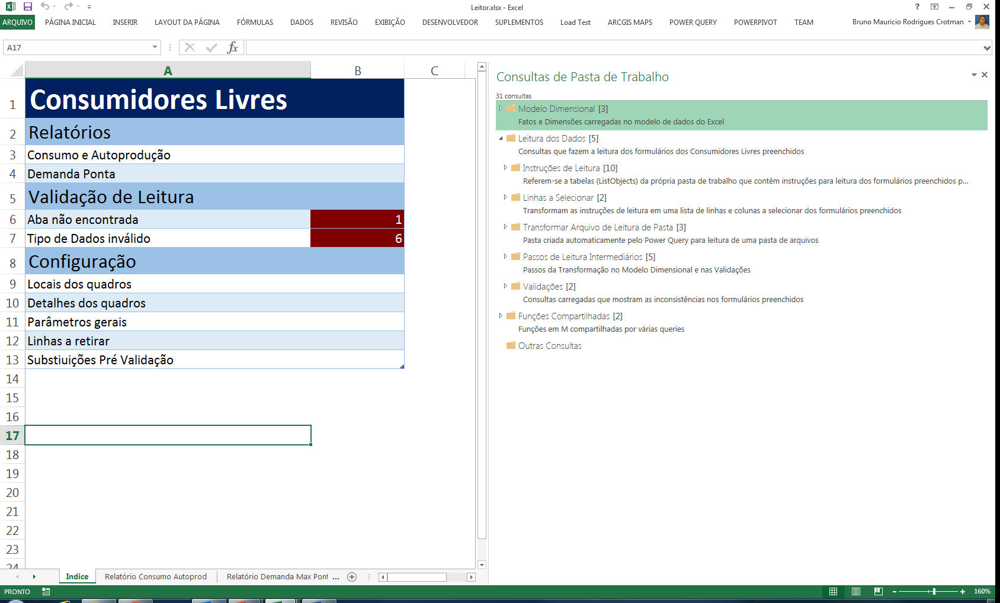 Leitor.xlsx - Excel
ARQUIVO PÁGINA INICIAL INSERIR LAYOUT DA PÁGINA FÓRMULAS DADOS REVISÃO EXIBIÇÃO DESENVOLVEDOR SUPLEMENTOS Load Test ARCGIS MAPS POWER QUERY POWERPIVOT TEAM Bruno Mauricio Rodrigues Crotman
A17 fx
A B C
1 Consumidores Livres
2 Relatórios
3 Consumo e Autoprodução
4 Demanda Ponta
5 Validação de Leitura
6 Aba não encontrada 1
7 Tipo de Dados inválido 6
8 Configuração
9 Locais dos quadros
10 Detalhes dos quadros
11 Parâmetros gerais
12 Linhas a retirar
13 Substiuições Pré Validação
14
15
16
17
18
19
20
21
22
23
24
Consultas de Pasta de Trabalho
31 consultas
Modelo Dimensional [3]
Fatos e Dimensões carregadas no modelo de dados do Excel
Leitura dos Dados [5]
Consultas que fazem a leitura dos formulários dos Consumidores Livres preenchidos
Instruções de Leitura [10]
Referem-se a tabelas (ListObjects) da própria pasta de trabalho que contêm instruções para leitura dos formulários preenchidos p...
Linhas a Selecionar [2]
Transformam as instruções de leitura em uma lista de linhas e colunas a selecionar dos formulários preenchidos
Transformar Arquivo de Leitura de Pasta [3]
Pasta criada automaticamente pelo Power Query para leitura de uma pasta de arquivos
Passos de Leitura Intermediários [5]
Passos da Transformação no Modelo Dimensional e nas Validações
Validações [2]
Consultas carregadas que mostram as inconsistências nos formulários preenchidos
Funções Compartilhadas [2]
Funções em M compartilhadas por várias queries
Outras Consultas
Indice Relatório Consumo Autoprod Relatório Demanda Max Pont ...
PRONTO 160%